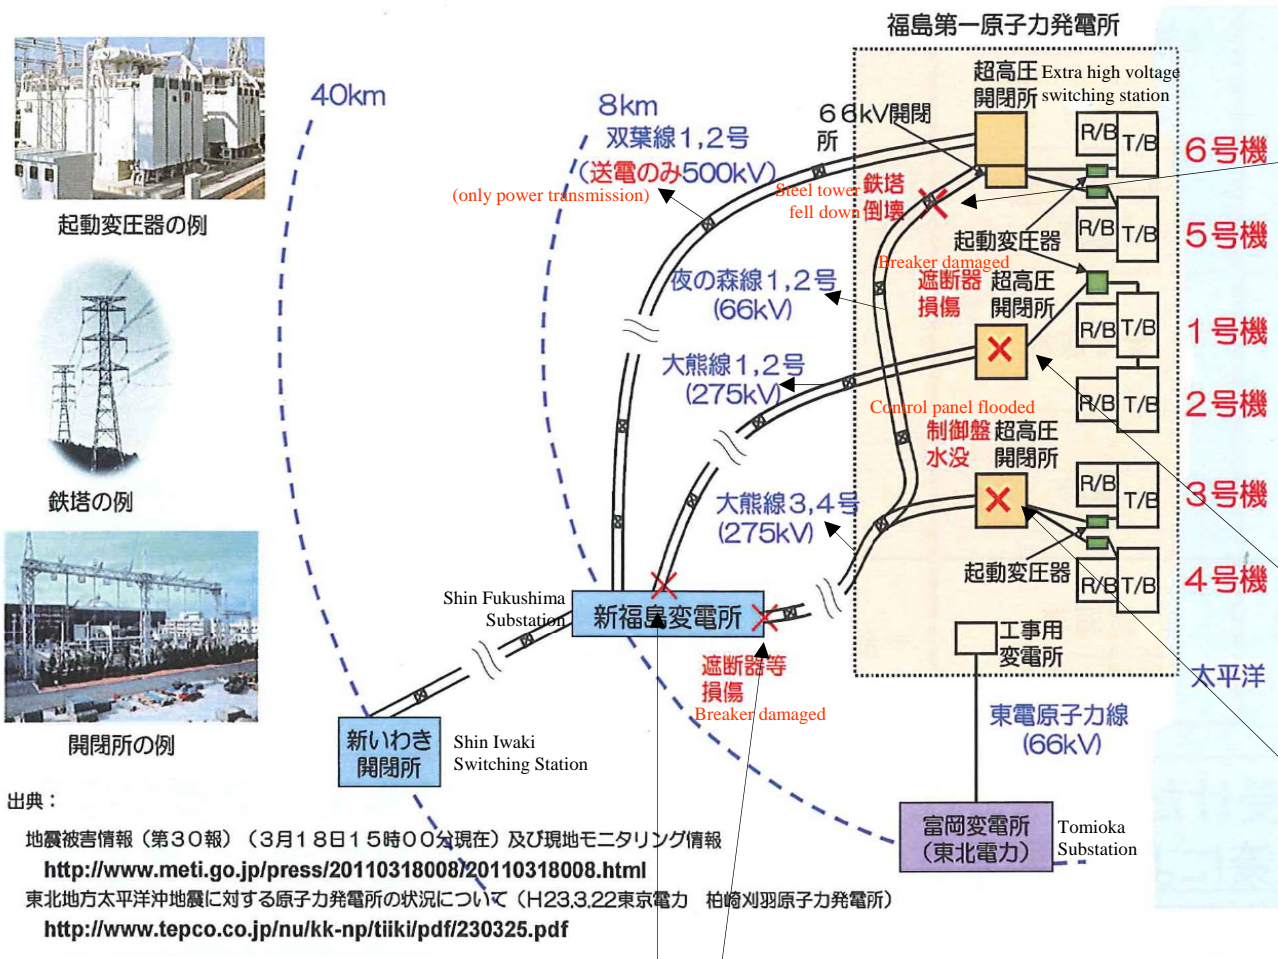 福島第一原子力発電所
40km
8km
双葉線1,2号
(送電のみ500kV)
(only power transmission)
66kV開閉
所
超高圧
開閉所
Extra high voltage
switching station
R/B
T/B
6号機
Steel tower
fell down
鉄塔
倒壊
起動変圧器
R/B
T/B
5号機
起動変圧器の例
夜の森線1,2号
(66kV)
Breaker damaged
遮断器
損傷
超高圧
開閉所
R/B
T/B
1号機
大熊線1,2号
(275kV)
R/B
T/B
2号機
Control panel flooded
制御盤
水没
超高圧
開閉所
鉄塔の例
大熊線3,4号
(275kV)
R/B
T/B
3号機
起動変圧器
R/B
T/B
4号機
Shin Fukushima
Substation
新福島変電所
工事用
変電所
太平洋
遮断器等
損傷
Breaker damaged
東電原子力線
(66kV)
開閉所の例
新いわき
開閉所
Shin Iwaki
Switching Station
富岡変電所
(東北電力)
Tomioka
Substation
出典：
地震被害情報（第30報）（3月18日15時00分現在）及び現地モニタリング情報
http://www.meti.go.jp/press/20110318008/20110318008.html
東北地方太平洋沖地震に対する原子力発電所の状況について（H23.3.22東京電力　柏崎刈羽原子力発電所）
http://www.tepco.co.jp/nu/kk-np/tiiki/pdf/230325.pdf